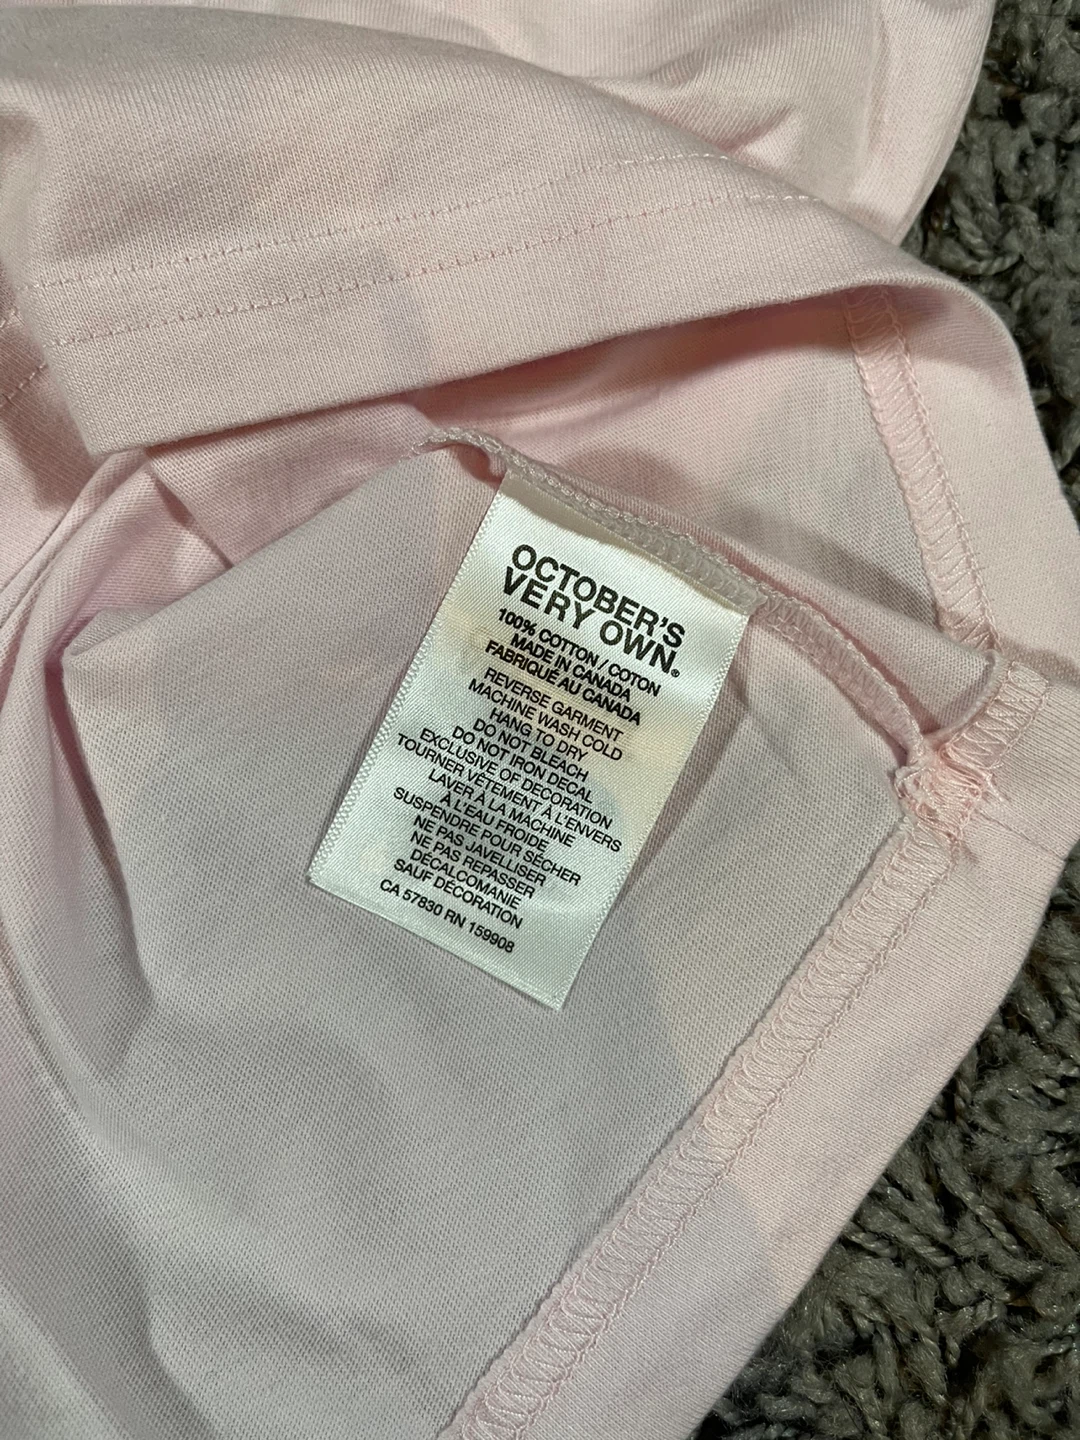 OCTOBER'S
VERY OWN®
100% COTTON / COTON
MADE IN CANADA
FABRIQUÉ AU CANADA
REVERSE GARMENT
MACHINE WASH COLD
HANG TO DRY
DO NOT BLEACH
DO NOT IRON DECAL
EXCLUSIVE OF DECORATION
TOURNER VÊTEMENT À L'ENVERS
LAVER À LA MACHINE
À L'EAU FROIDE
SUSPENDRE POUR SÉCHER
NE PAS JAVELLISER
NE PAS REPASSER
DÉCALCOMANIE
SAUF DÉCORATION
CA 57830 RN 159908